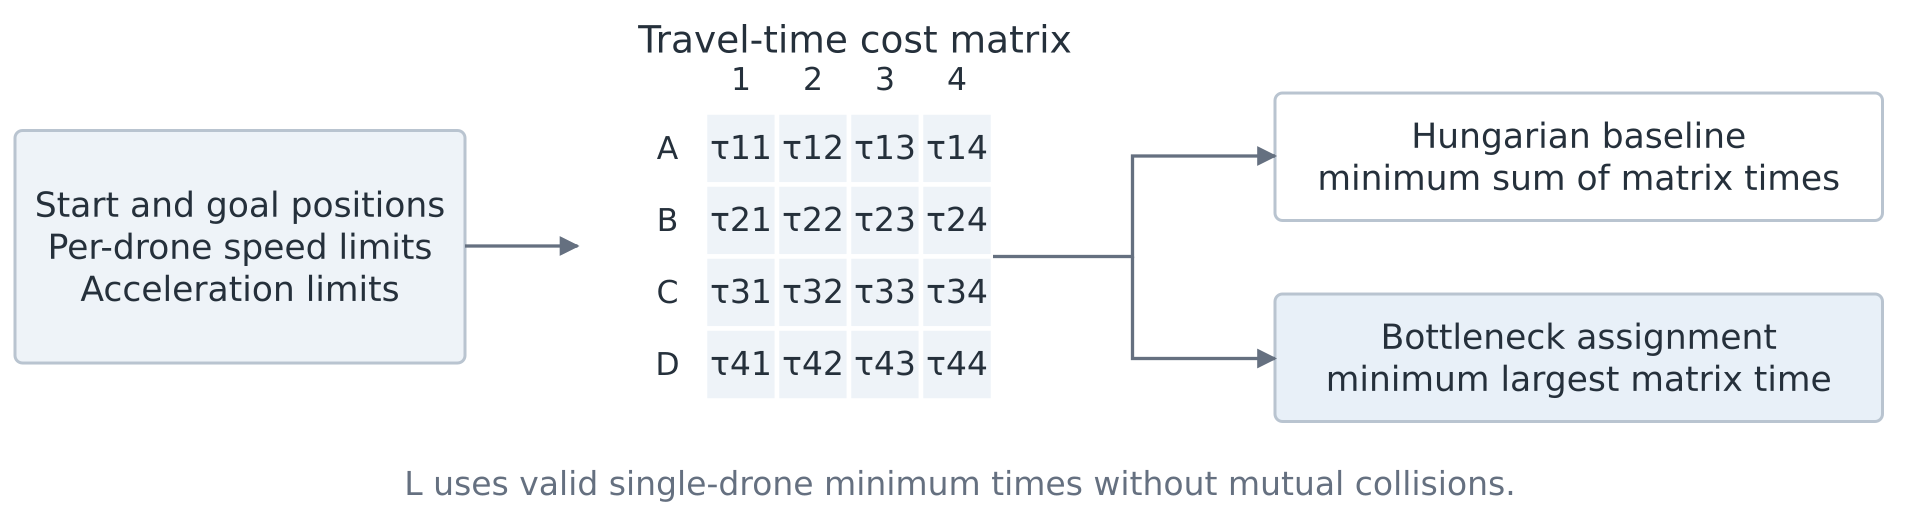 Travel-time cost matrix
1 2 3 4
A τ11 τ12 τ13 τ14
B τ21 τ22 τ23 τ24
C τ31 τ32 τ33 τ34
D τ41 τ42 τ43 τ44
Start and goal positions
Per-drone speed limits
Acceleration limits
Hungarian baseline
minimum sum of matrix times
Bottleneck assignment
minimum largest matrix time
L uses valid single-drone minimum times without mutual collisions.